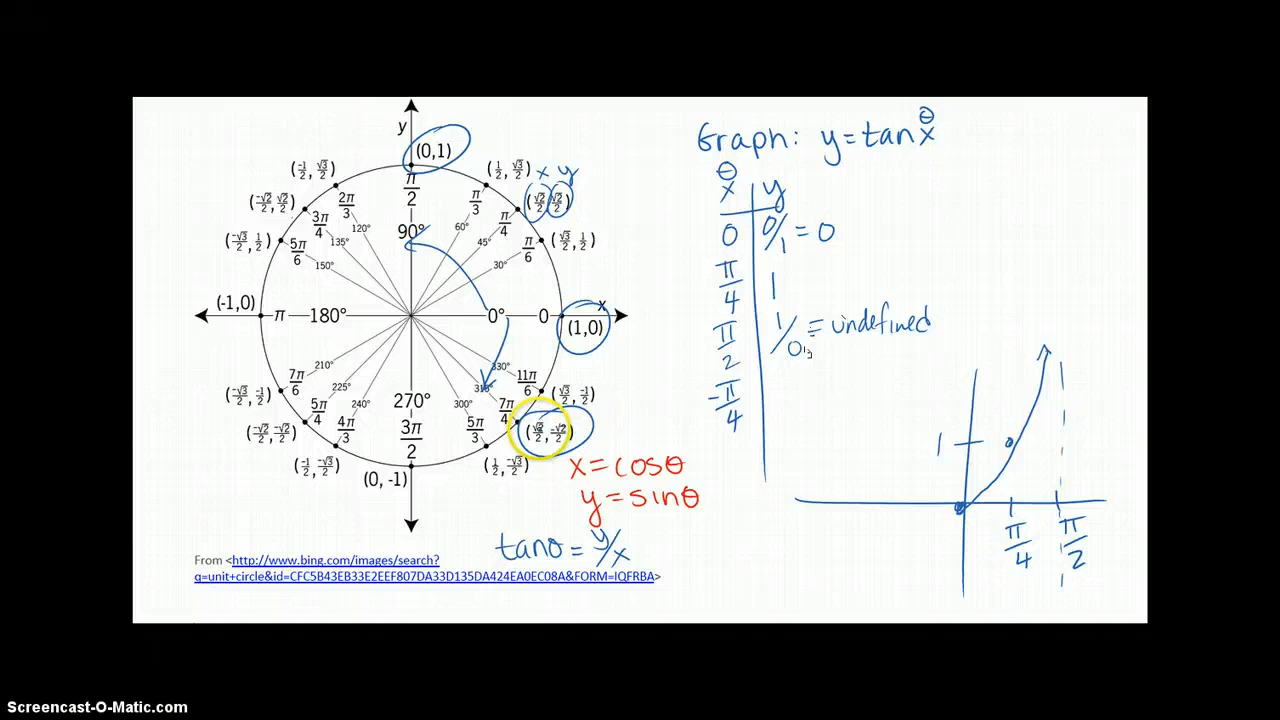 y
(0,1)
π/2
90°
(-1/2, √3/2)
2π/3
120°
(-√2/2, √2/2)
3π/4
135°
(-√3/2, 1/2)
5π/6
150°
(1/2, √3/2)
π/3
60°
x y
(√2/2, √2/2)
π/4
45°
(√3/2, 1/2)
π/6
30°
(-1,0)
π
180°
0°
0
x
(1,0)
210°
7π/6
(-√3/2, -1/2)
225°
5π/4
(-√2/2, -√2/2)
240°
4π/3
(-1/2, -√3/2)
270°
3π/2
(0, -1)
330°
11π/6
(√3/2, -1/2)
315°
7π/4
(√2/2, -√2/2)
300°
5π/3
(1/2, -√3/2)
x=cosθ
y=sinθ
tanθ=y/x
From <http://www.bing.com/images/search?
q=unit+circle&id=CFC5B43EB33E2EEF807DA33D135DA424EA0EC08A&FORM=IQFRBA>
θ
Graph: y=tanx
θ
x y
0 0/1=0
π/4 1
π/2 1/0=undefined
-π/4
1
π/4 π/2
Screencast-O-Matic.com